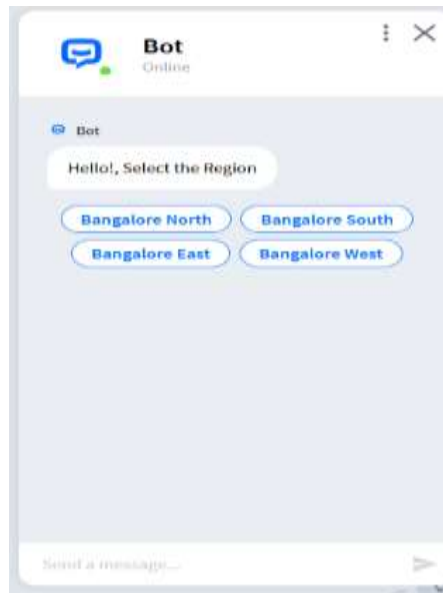 Bot
Online
Bot
Hello!, Select the Region
Bangalore North Bangalore South
Bangalore East Bangalore West
Send a message...